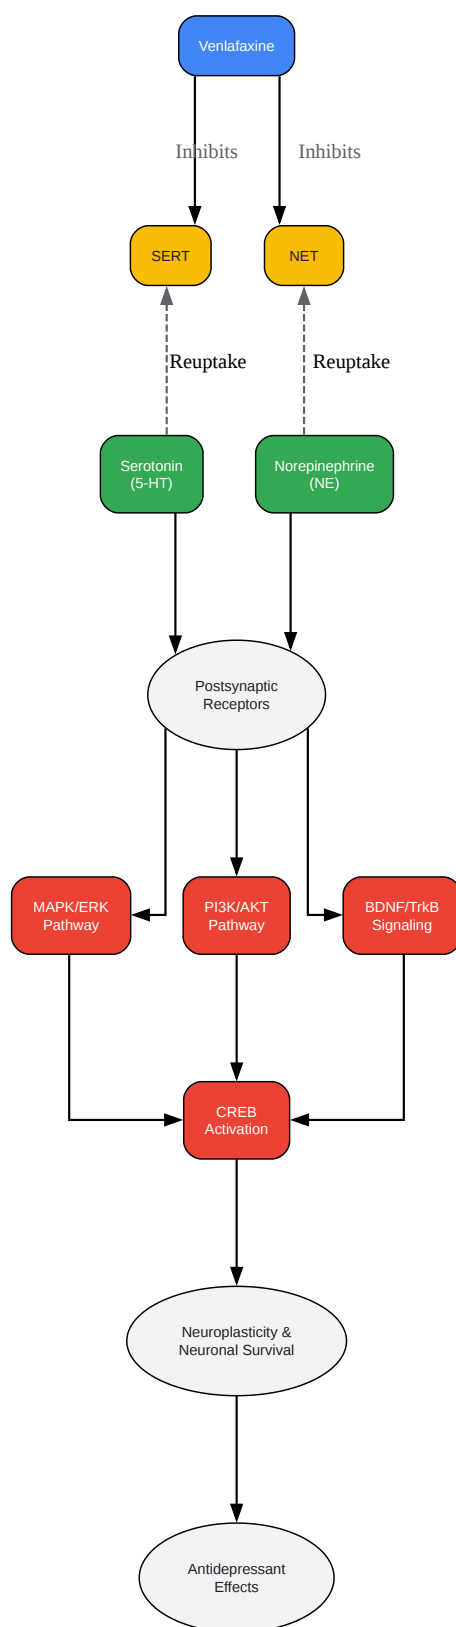 Venlafaxine
Inhibits
Inhibits
SERT
NET
Reuptake
Reuptake
Serotonin
(5-HT)
Norepinephrine
(NE)
Postsynaptic
Receptors
MAPK/ERK
Pathway
PI3K/AKT
Pathway
BDNF/TrkB
Signaling
CREB
Activation
Neuroplasticity &
Neuronal Survival
Antidepressant
Effects